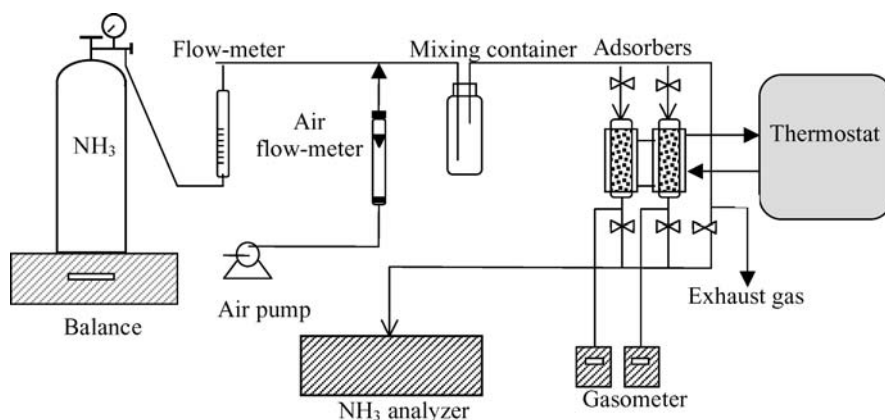 Flow-meter
Mixing container
Adsorbers
NH₃
Air
flow-meter
Thermostat
Balance
Air pump
Exhaust gas
NH₃ analyzer
Gasometer